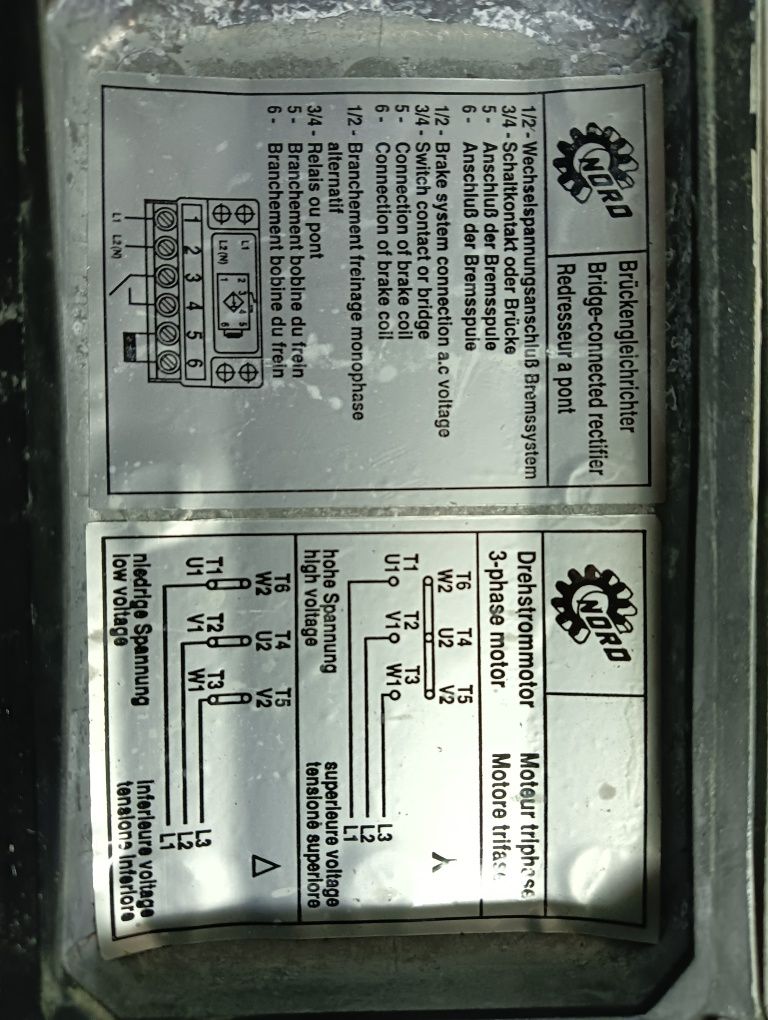 NORD
Brückengleichrichter
Bridge-connected rectifier
Redresseur a pont
1/2 - Wechselspannungsanschluß Bremssystem
3/4 - Schaltkontakt oder Brücke
5 - Anschluß der Bremsspule
6 - Anschluß der Bremsspule
1/2 - Brake system connection a.c voltage
3/4 - Switch contact or bridge
5 - Connection of brake coil
6 - Connection of brake coil
1/2 - Branchement freinage monophase
alternatif
3/4 - Relais ou pont
5 - Branchement bobine du frein
6 - Branchement bobine du frein
L1
L2(N)
1 2 3 4 5 6
L1 L2(N)
NORD
Drehstrommotor Moteur triphase
3-phase motor Motore trifase
T6 T4 T5
W2 U2 V2
T1 T2 T3
U1 V1 W1
L3
L2
L1
hohe Spannung superieure voltage
high voltage tensione superiore
T6 T4 T5
W2 U2 V2
T1 T2 T3
U1 V1 W1
L3
L2
L1
niedrige Spannung Inferieure voltage
low voltage tensione Inferiore